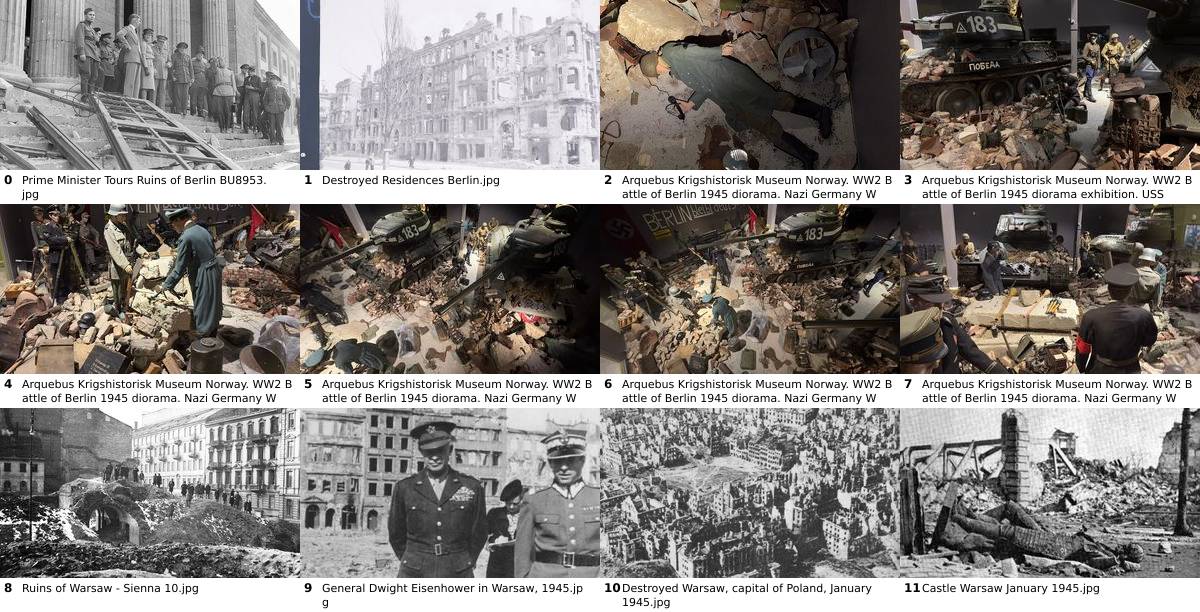 183
ПОБЕДА
0 Prime Minister Tours Ruins of Berlin BU8953.
jpg
1 Destroyed Residences Berlin.jpg
2 Arquebus Krigshistorisk Museum Norway. WW2 B
attle of Berlin 1945 diorama. Nazi Germany W
3 Arquebus Krigshistorisk Museum Norway. WW2 B
attle of Berlin 1945 diorama exhibition. USS
BERLIN
183
183
4 Arquebus Krigshistorisk Museum Norway. WW2 B
attle of Berlin 1945 diorama. Nazi Germany W
5 Arquebus Krigshistorisk Museum Norway. WW2 B
attle of Berlin 1945 diorama. Nazi Germany W
6 Arquebus Krigshistorisk Museum Norway. WW2 B
attle of Berlin 1945 diorama. Nazi Germany W
7 Arquebus Krigshistorisk Museum Norway. WW2 B
attle of Berlin 1945 diorama. Nazi Germany W
8 Ruins of Warsaw - Sienna 10.jpg
9 General Dwight Eisenhower in Warsaw, 1945.jp
g
10 Destroyed Warsaw, capital of Poland, January
1945.jpg
11 Castle Warsaw January 1945.jpg